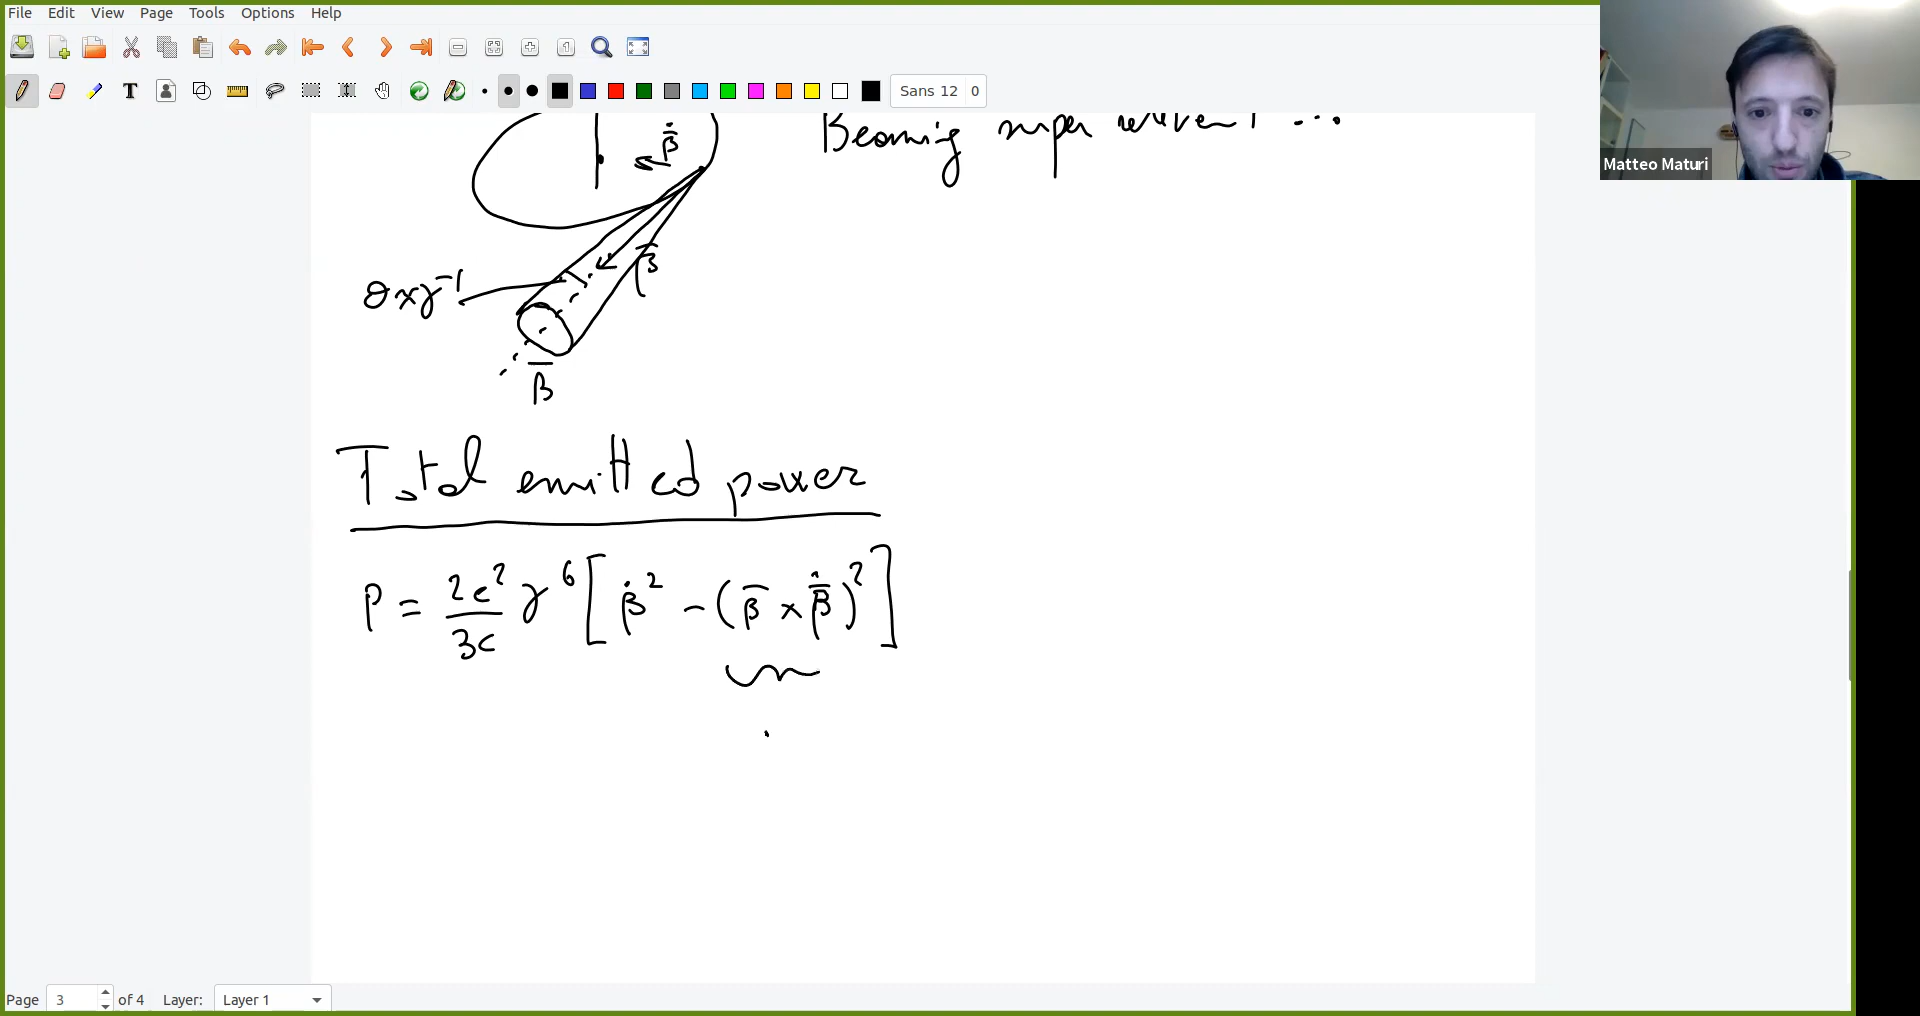 File Edit View Page Tools Options Help
Sans 12 0
Matteo Maturi
Beaming super relevant ...
β̇
β̄
θ ∝ γ⁻¹
β̄
Total emitted power
P = 2e²/3c γ⁶ [β̇² - (β̄ × β̄̇)²]
Page 3 of 4 Layer: Layer 1